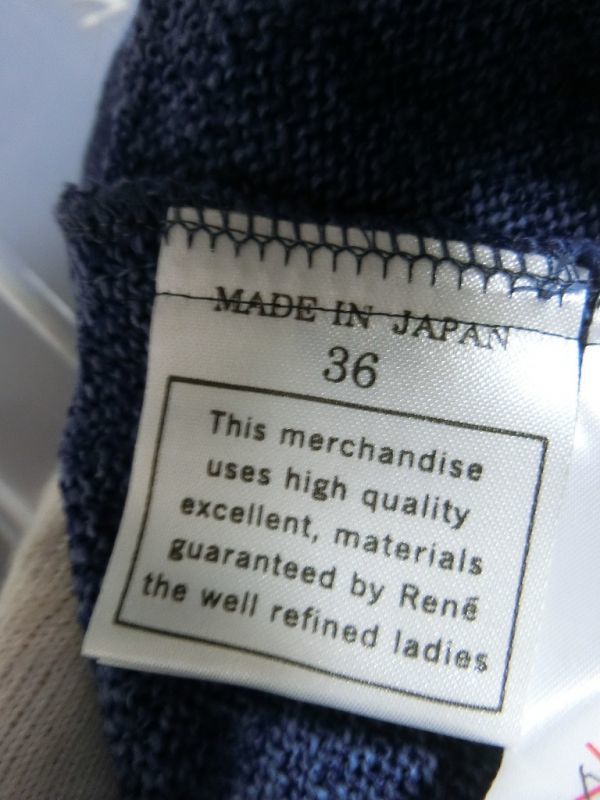 MADE IN JAPAN
36
This merchandise
uses high quality
excellent, materials
guaranteed by René
the well refined ladies